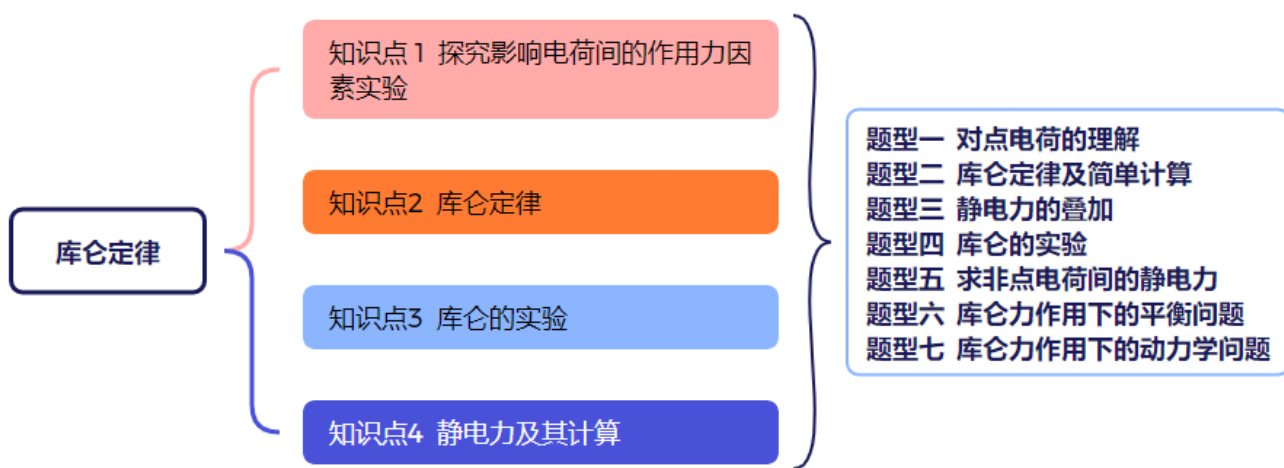 库仑定律
知识点1 探究影响电荷间的作用力因
素实验
知识点2 库仑定律
知识点3 库仑的实验
知识点4 静电力及其计算
题型一 对点电荷的理解
题型二 库仑定律及简单计算
题型三 静电力的叠加
题型四 库仑的实验
题型五 求非点电荷间的静电力
题型六 库仑力作用下的平衡问题
题型七 库仑力作用下的动力学问题